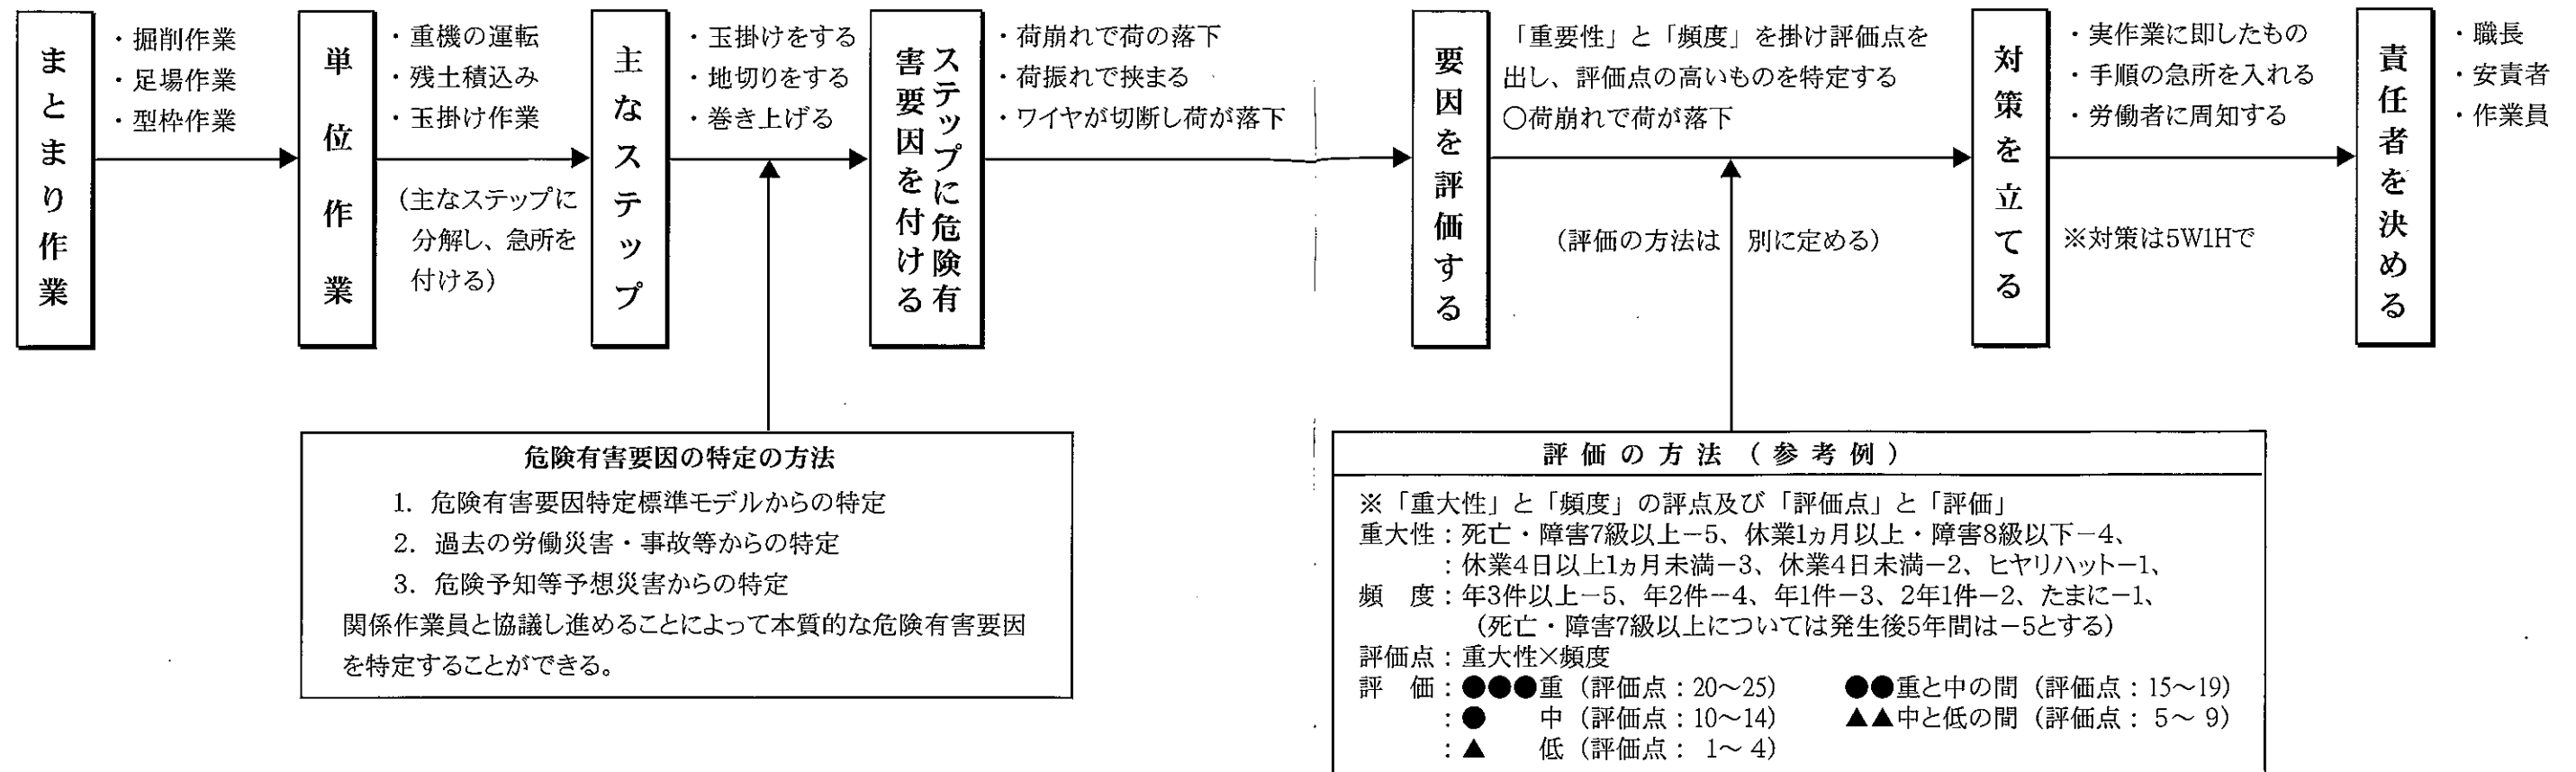 まとまり作業
・掘削作業
・足場作業
・型枠作業
単位作業
・重機の運転
・残土積込み
・玉掛け作業
(主なステップに
分解し、急所を
付ける)
主なステップ
・玉掛けをする
・地切りをする
・巻き上げる
ステップに危険有
害要因を付ける
・荷崩れで荷の落下
・荷振れで挟まる
・ワイヤが切断し荷が落下
要因を評価する
「重要性」と「頻度」を掛け評価点を
出し、評価点の高いものを特定する
○荷崩れで荷が落下
(評価の方法は 別に定める)
対策を立てる
・実作業に即したもの
・手順の急所を入れる
・労働者に周知する
※対策は5W1Hで
責任者を決める
・職長
・安責者
・作業員
危険有害要因の特定の方法
1. 危険有害要因特定標準モデルからの特定
2. 過去の労働災害・事故等からの特定
3. 危険予知等予想災害からの特定
関係作業員と協議し進めることによって本質的な危険有害要因
を特定することができる。
評価の方法(参考例)
※「重大性」と「頻度」の評点及び「評価点」と「評価」
重大性：死亡・障害7級以上−5、休業1ヵ月以上・障害8級以下−4、
：休業4日以上1ヵ月未満−3、休業4日未満−2、ヒヤリハット−1、
頻　度：年3件以上−5、年2件−4、年1件−3、2年1件−2、たまに−1、
(死亡・障害7級以上については発生後5年間は−5とする)
評価点：重大性×頻度
評　価：●●●重(評価点：20〜25)　●●重と中の間(評価点：15〜19)
：●　中(評価点：10〜14)　▲▲中と低の間(評価点： 5〜 9)
：▲　低(評価点： 1〜 4)